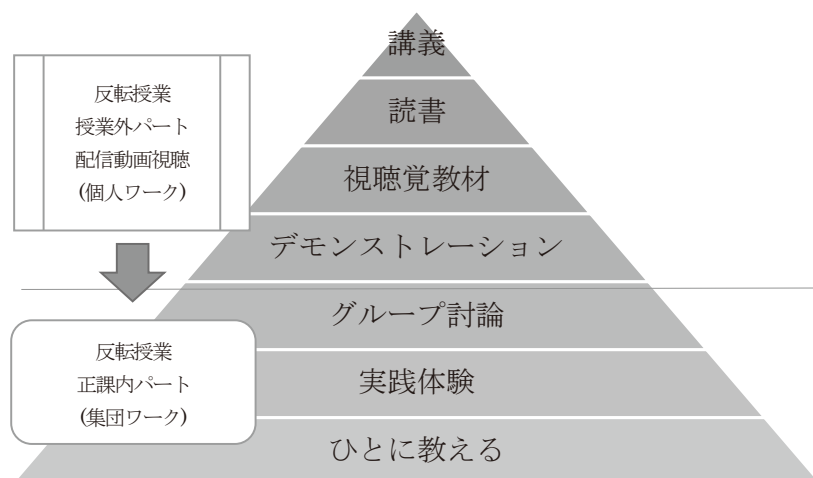 講義
読書
視聴覚教材
デモンストレーション
グループ討論
実践体験
ひとに教える
反転授業
授業外パート
配信動画視聴
(個人ワーク)
反転授業
正課内パート
(集団ワーク)